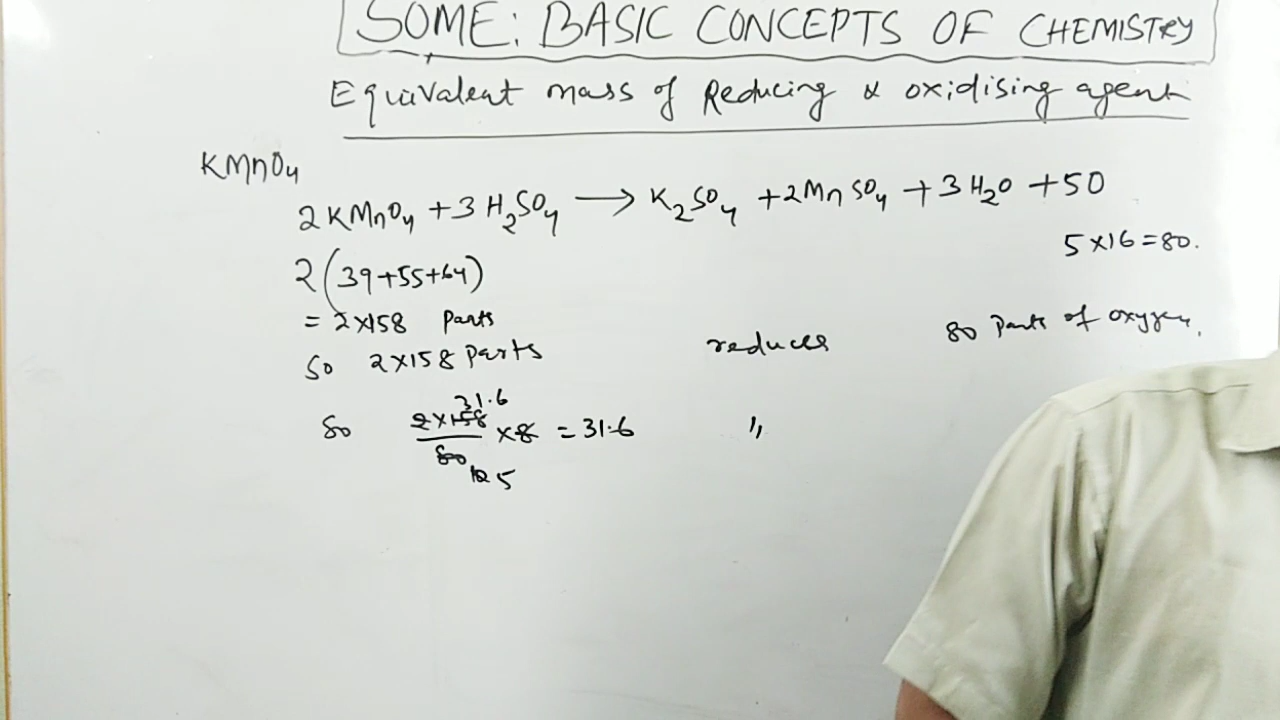 SOME: BASIC CONCEPTS OF CHEMISTRY
Equivalent mass of Reducing & oxidising agent
KMnO₄
2KMnO₄ + 3H₂SO₄ → K₂SO₄ + 2MnSO₄ + 3H₂O + 5O
5×16=80.
2(39+55+64)
= 2×158 Parts
So 2×158 Parts reduces 80 Parts of oxygen.
31.6
So 2×158/80 ×8 = 31.6 ,,
10 5